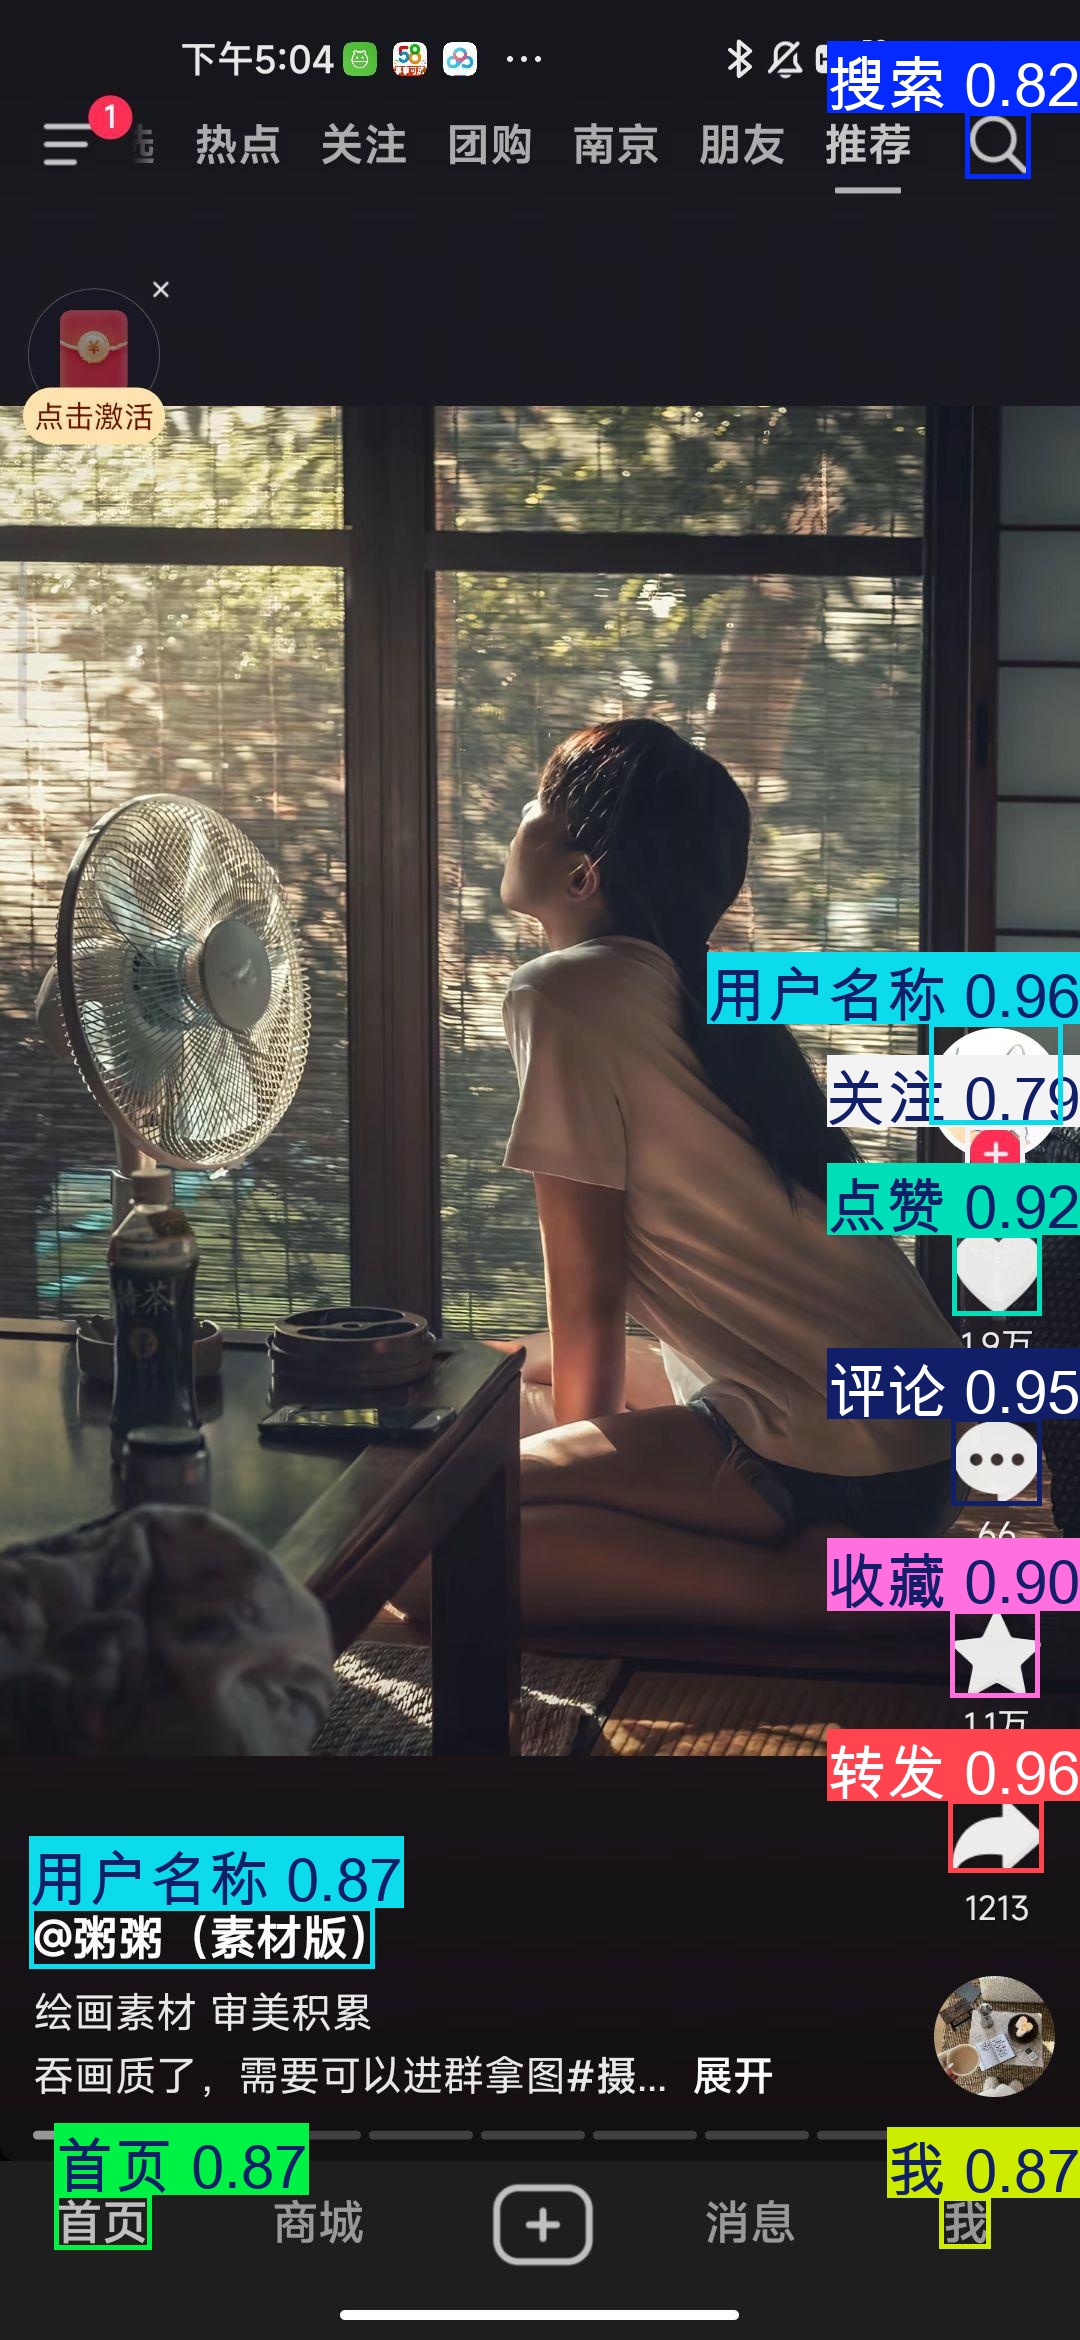 下午5:04 58 ...
搜索 0.82
1
热点 关注 团购 南京 朋友 推荐
点击激活
用户名称 0.96
关注 0.79
点赞 0.92
评论 0.95
66
收藏 0.90
转发 0.96
1213
用户名称 0.87
@粥粥（素材版）
绘画素材 审美积累
吞画质了，需要可以进群拿图#摄... 展开
首页 0.87
我 0.87
首页 商城 消息 我